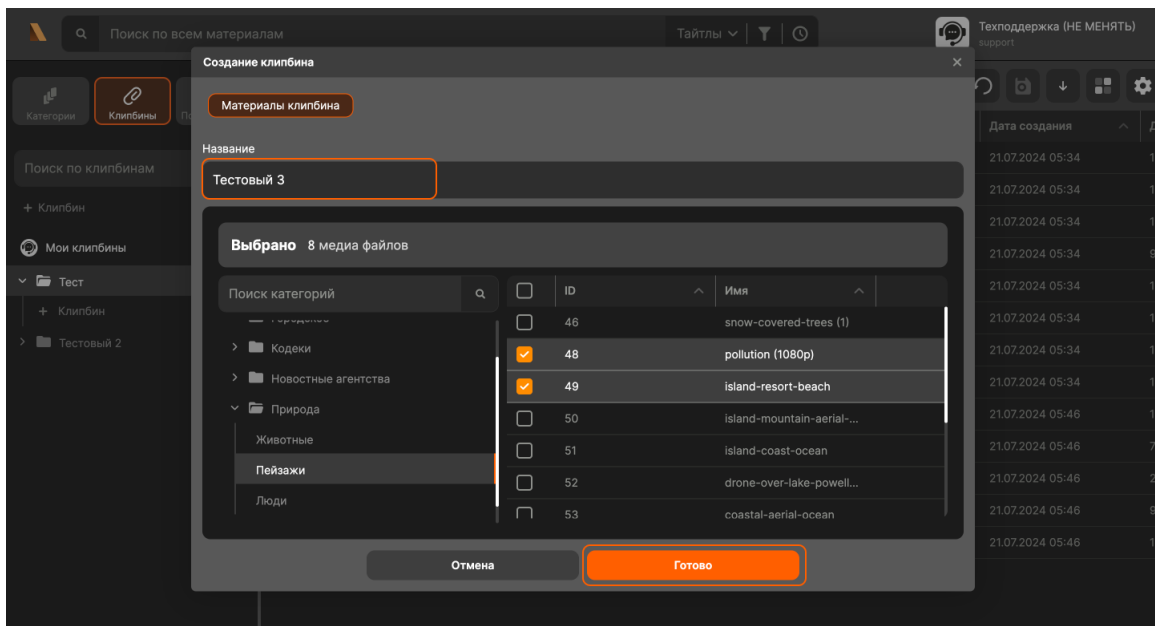 Поиск по всем материалам
Тайтлы
Техподдержка (НЕ МЕНЯТЬ)
support
Создание клипбина
Категории
Клипбины
Материалы клипбина
Дата создания
Название
Поиск по клипбинам
Тестовый 3
+ Клипбин
Мои клипбины
Выбрано 8 медиа файлов
Тест
+ Клипбин
Тестовый 2
Поиск категорий
Кодеки
Новостные агентства
Природа
Животные
Пейзажи
Люди
ID Имя
46 snow-covered-trees (1)
48 pollution (1080p)
49 island-resort-beach
50 island-mountain-aerial-...
51 island-coast-ocean
52 drone-over-lake-powell...
53 coastal-aerial-ocean
21.07.2024 05:34
21.07.2024 05:34
21.07.2024 05:34
21.07.2024 05:34
21.07.2024 05:34
21.07.2024 05:34
21.07.2024 05:34
21.07.2024 05:34
21.07.2024 05:46
21.07.2024 05:46
21.07.2024 05:46
21.07.2024 05:46
21.07.2024 05:46
Отмена
Готово